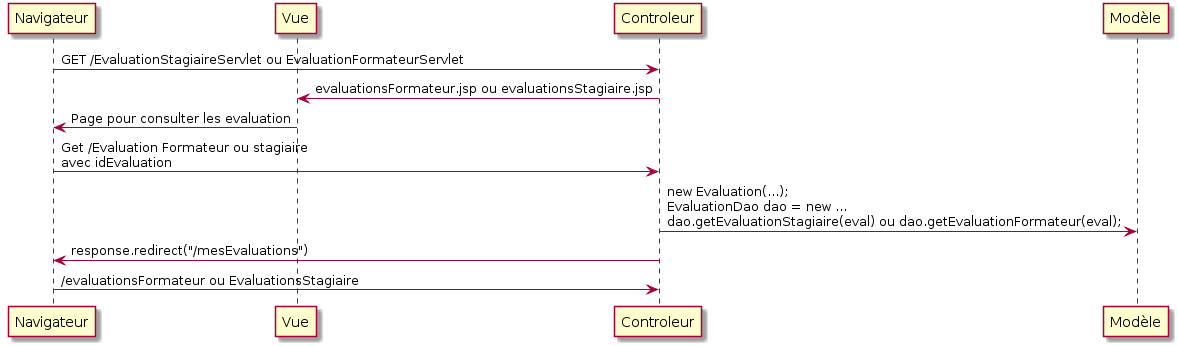 Navigateur
Vue
Controleur
Modèle
GET /EvaluationStagiaireServlet ou EvaluationFormateurServlet
evaluationsFormateur.jsp ou evaluationsStagiaire.jsp
Page pour consulter les evaluation
Get /Evaluation Formateur ou stagiaire
avec idEvaluation
new Evaluation(...);
EvaluationDao dao = new ...
dao.getEvaluationStagiaire(eval) ou dao.getEvaluationFormateur(eval);
response.redirect("/mesEvaluations")
/evaluationsFormateur ou EvaluationsStagiaire
Navigateur
Vue
Controleur
Modèle